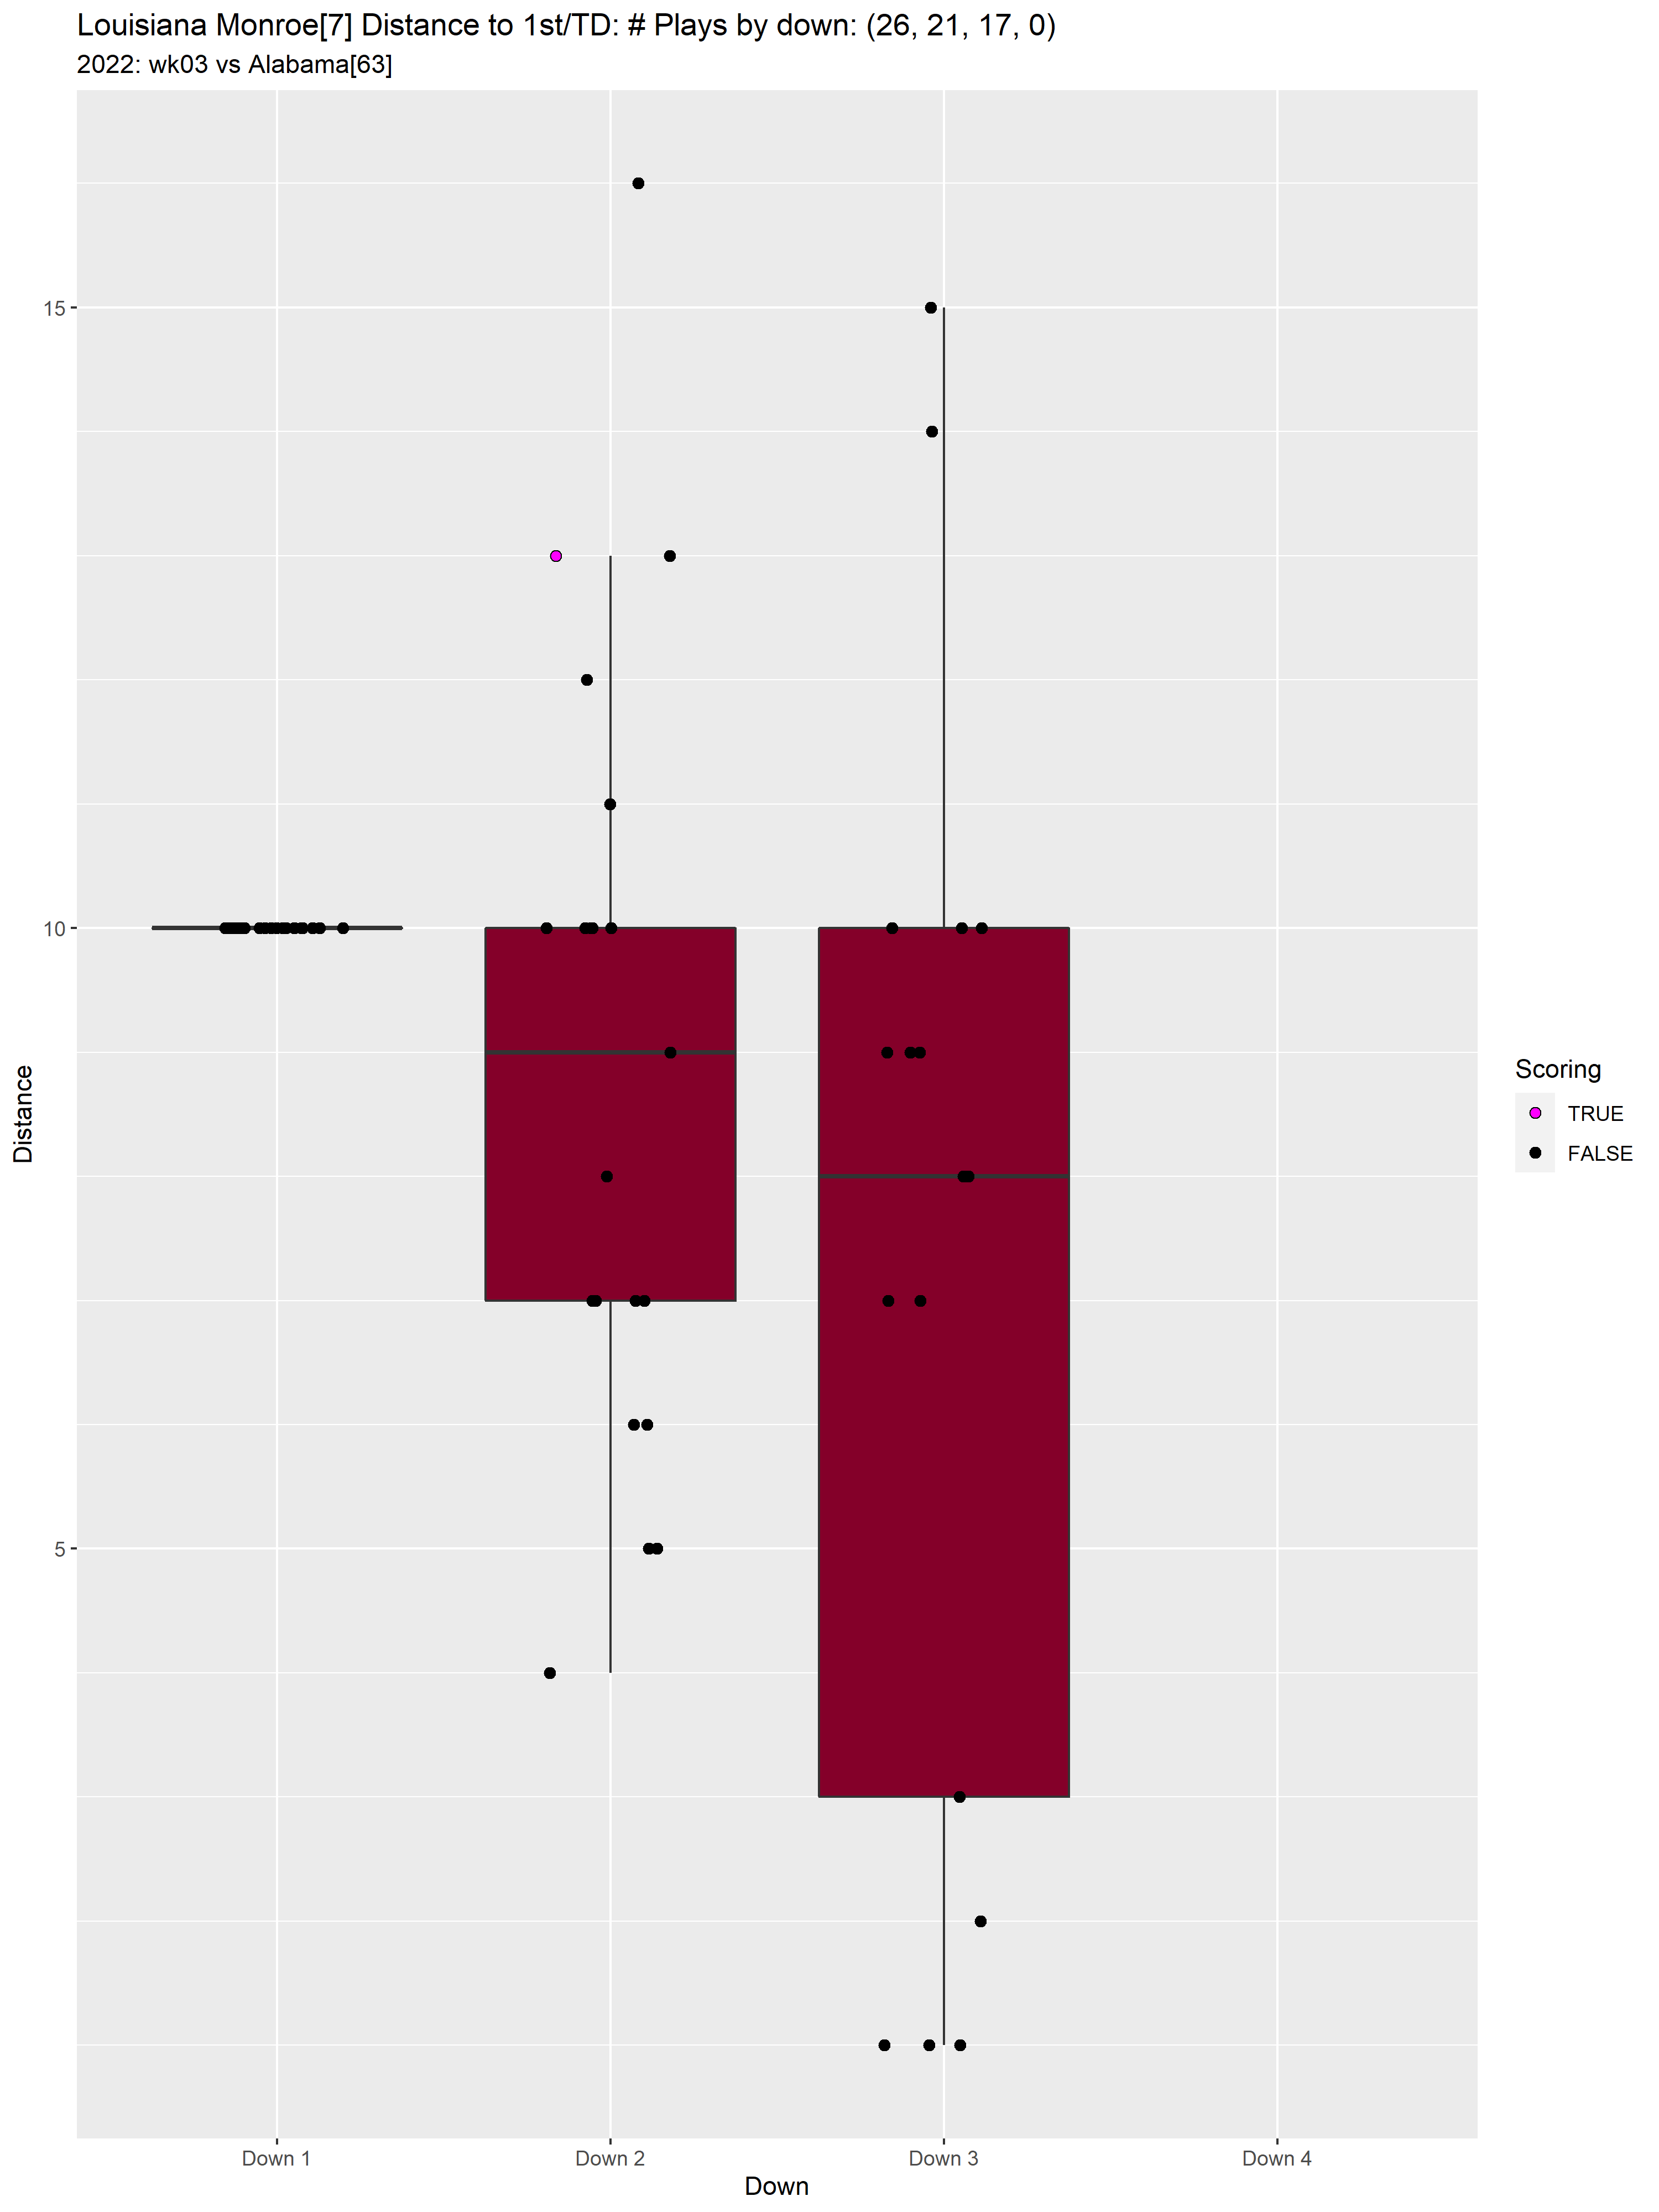 Louisiana Monroe[7] Distance to 1st/TD: # Plays by down: (26, 21, 17, 0)
2022: wk03 vs Alabama[63]
15
10
5
Distance
Down 1
Down 2
Down 3
Down 4
Down
Scoring
TRUE
FALSE